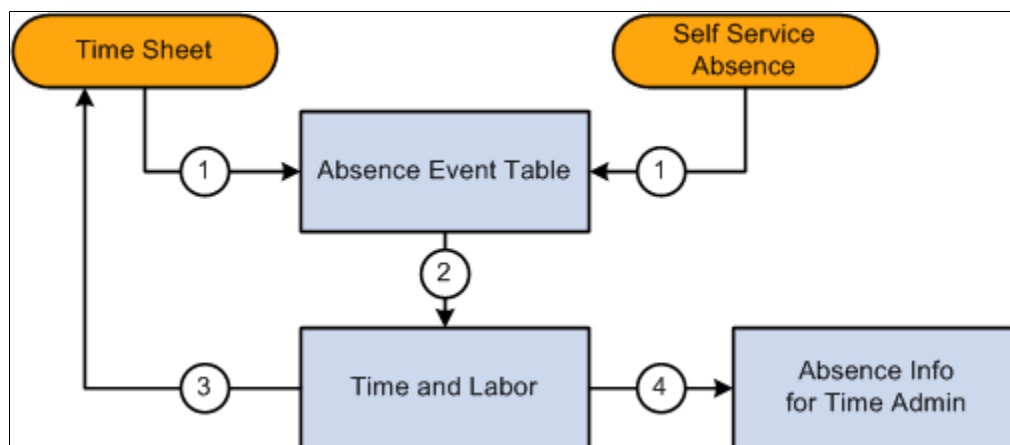 Time Sheet
Self Service
Absence
1
Absence Event Table
1
2
3
Time and Labor
4
Absence Info
for Time Admin